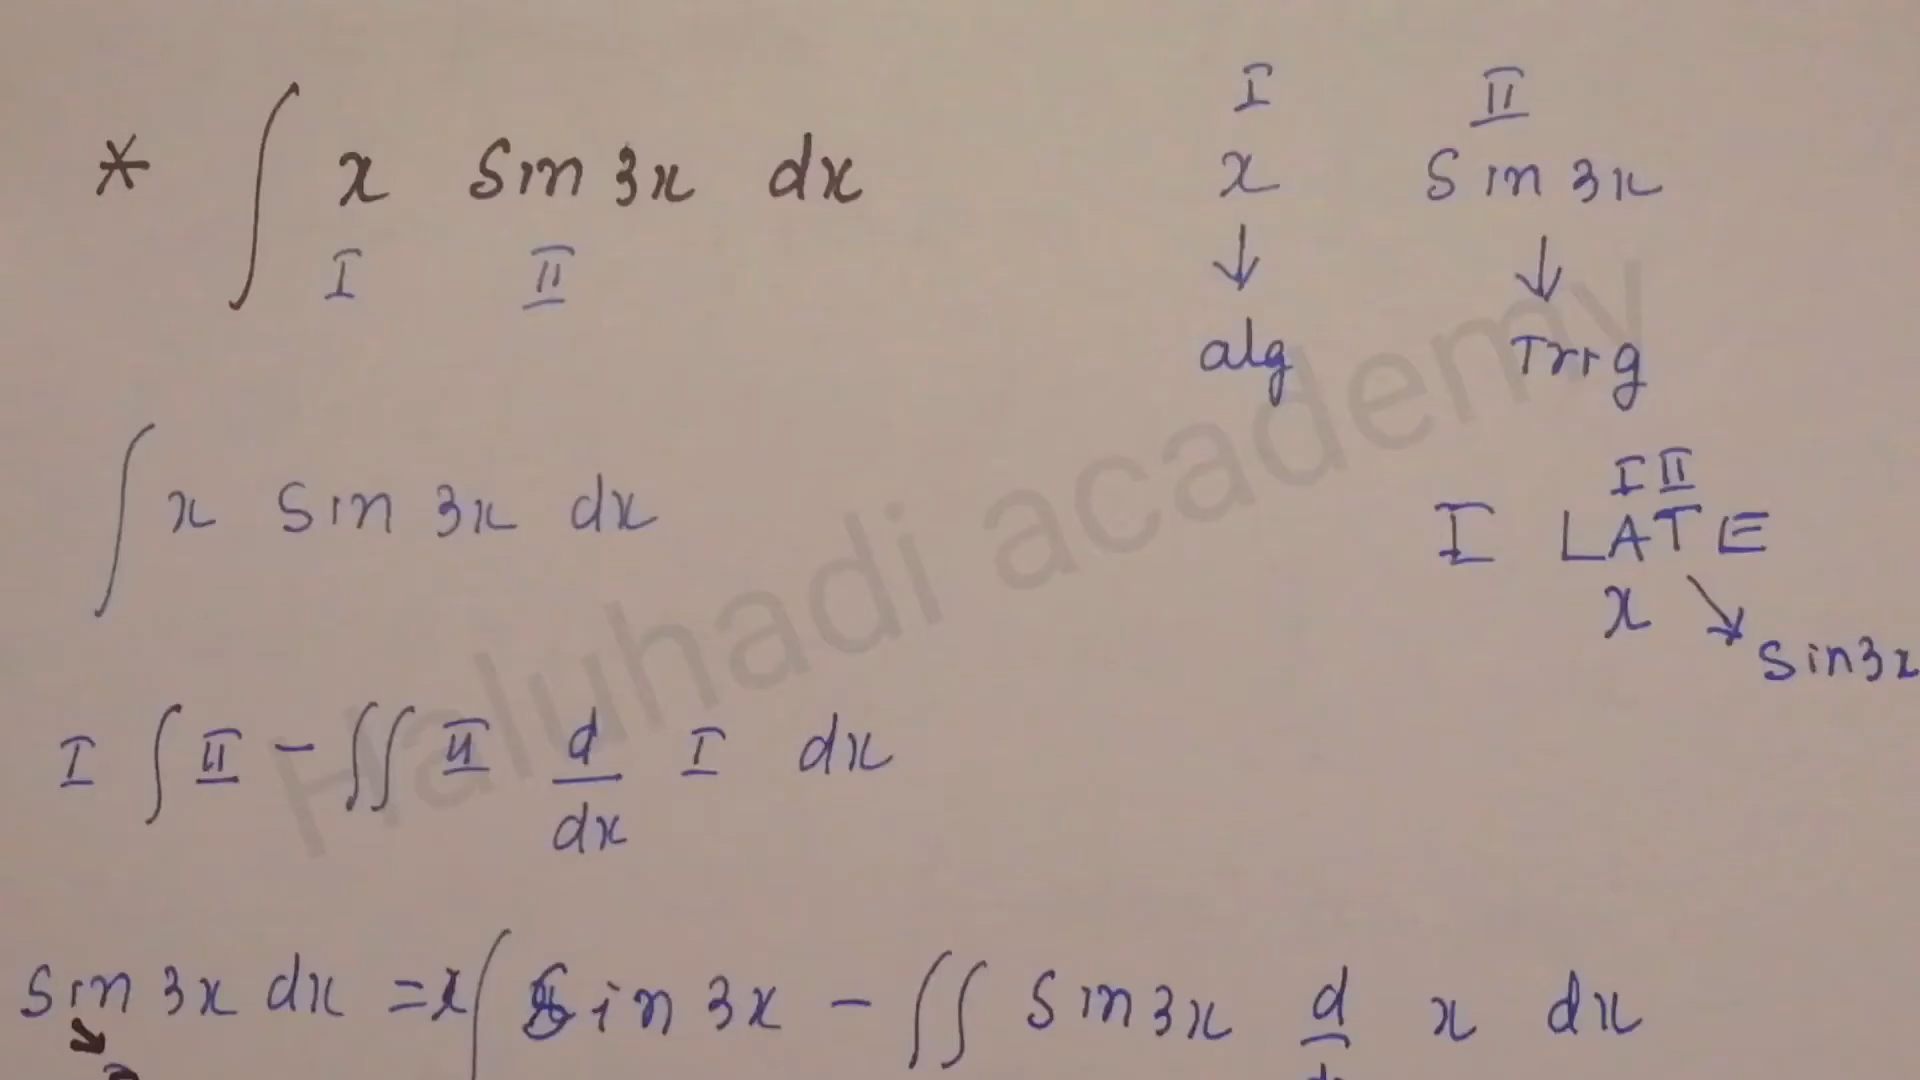 I II
* ∫ x Sin 3x dx x Sin 3x
I II ↓ ↓
alg Trig
∫ x Sin 3x dx I II
I LATE
x ↘ Sin3x
I ∫ II - ∫∫ II d/dx I dx
Sin 3x dx = x ∫ Sin 3x - ∫∫ Sin 3x d x dx
Haluhadi academy